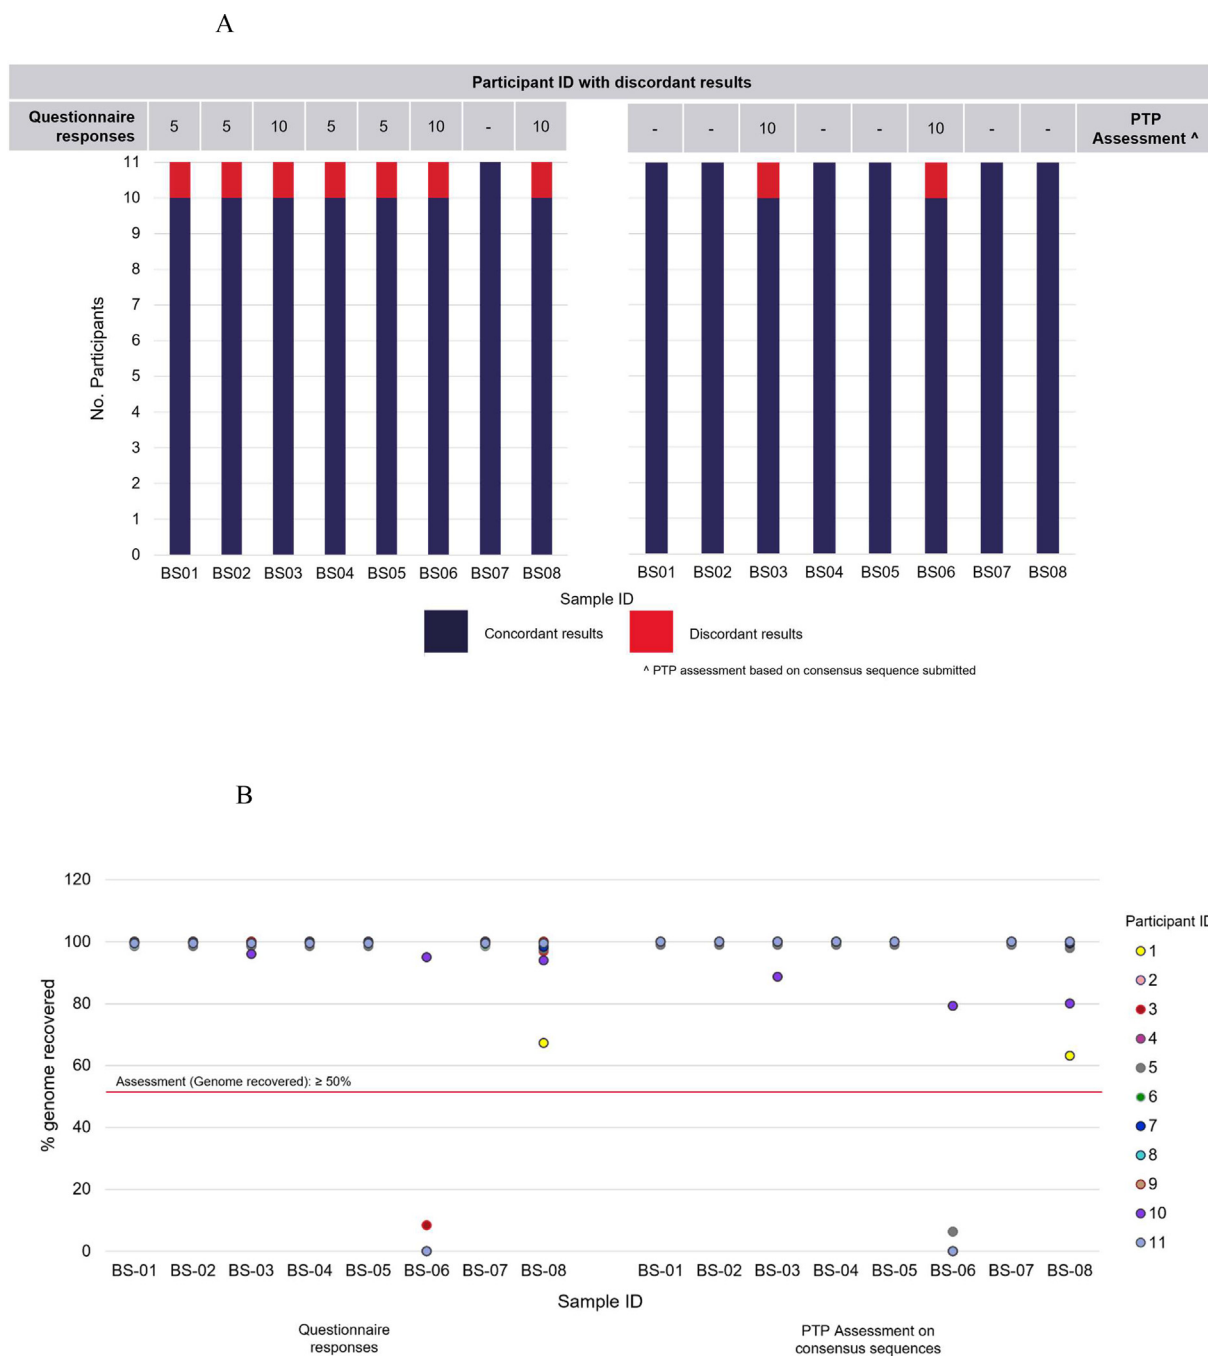 A
Participant ID with discordant results
Questionnaire responses 5 5 10 5 5 10 - 10
- - 10 - - 10 - - PTP Assessment ^
11
10
9
8
7
6
5
4
3
2
1
0
No. Participants
BS01 BS02 BS03 BS04 BS05 BS06 BS07 BS08 BS01 BS02 BS03 BS04 BS05 BS06 BS07 BS08
Sample ID
Concordant results Discordant results
^ PTP assessment based on consensus sequence submitted
B
120
100
80
60
40
20
0
% genome recovered
Assessment (Genome recovered): ≥ 50%
Participant ID
1
2
3
4
5
6
7
8
9
10
11
BS-01 BS-02 BS-03 BS-04 BS-05 BS-06 BS-07 BS-08 BS-01 BS-02 BS-03 BS-04 BS-05 BS-06 BS-07 BS-08
Sample ID
Questionnaire
responses
PTP Assessment on
consensus sequences